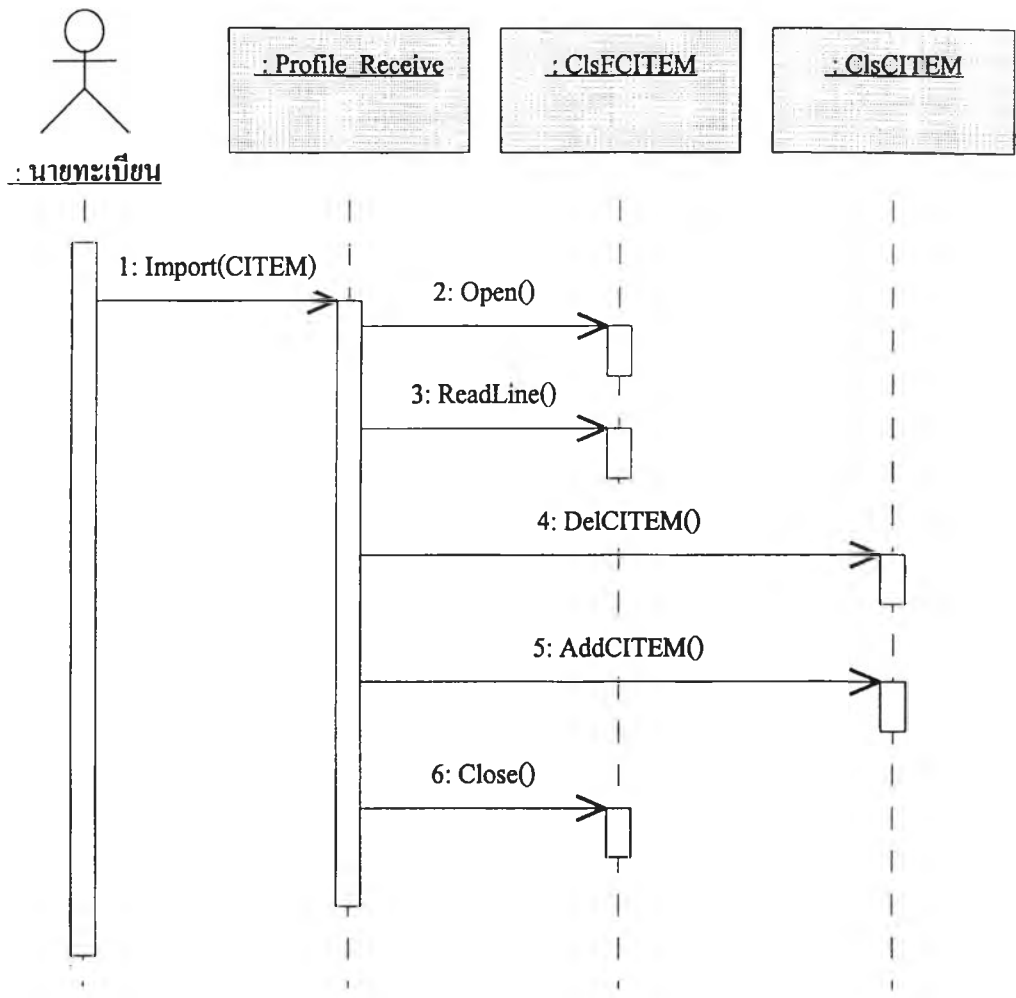 : นายทะเบียน
: Profile_Receive
: ClsFCITEM
: ClsCITEM
1: Import(CITEM)
2: Open()
3: ReadLine()
4: DelCITEM()
5: AddCITEM()
6: Close()